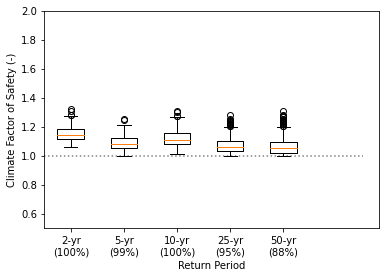 Climate Factor of Safety (-)
2.0
1.8
1.6
1.4
1.2
1.0
0.8
0.6
2-yr 5-yr 10-yr 25-yr 50-yr
(100%) (99%) (100%) (95%) (88%)
Return Period